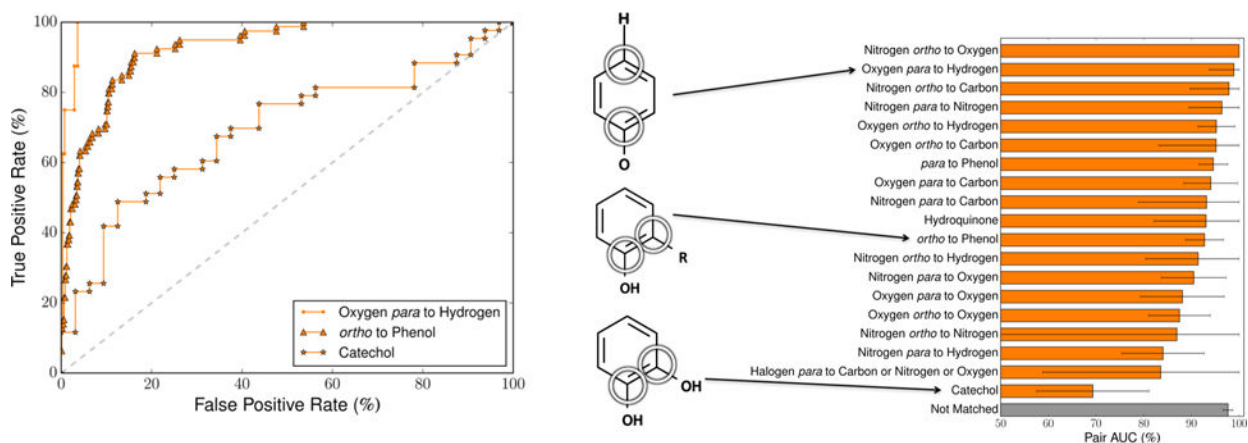 100
80
60
40
20
0
0
20
40
60
80
100
True Positive Rate (%)
False Positive Rate (%)
Oxygen para to Hydrogen
ortho to Phenol
Catechol
H
O
R
OH
OH
OH
Nitrogen ortho to Oxygen
Oxygen para to Hydrogen
Nitrogen ortho to Carbon
Nitrogen para to Nitrogen
Oxygen ortho to Hydrogen
Oxygen ortho to Carbon
para to Phenol
Oxygen para to Carbon
Nitrogen para to Carbon
Hydroquinone
ortho to Phenol
Nitrogen ortho to Hydrogen
Nitrogen para to Oxygen
Oxygen para to Oxygen
Oxygen ortho to Oxygen
Nitrogen ortho to Nitrogen
Nitrogen para to Hydrogen
Halogen para to Carbon or Nitrogen or Oxygen
Catechol
Not Matched
50
60
70
80
90
100
Pair AUC (%)